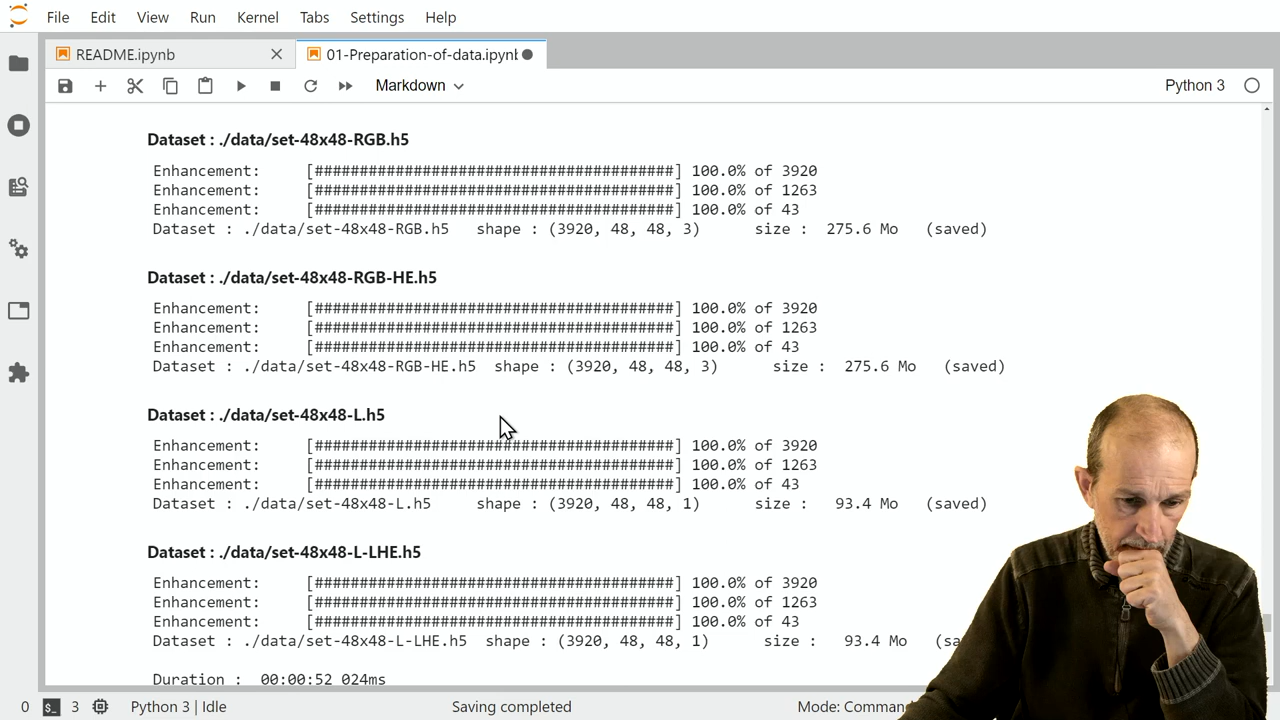 File Edit View Run Kernel Tabs Settings Help
README.ipynb 01-Preparation-of-data.ipynb
Markdown Python 3
Dataset : ./data/set-48x48-RGB.h5
Enhancement: [########################################] 100.0% of 3920
Enhancement: [########################################] 100.0% of 1263
Enhancement: [########################################] 100.0% of 43
Dataset : ./data/set-48x48-RGB.h5 shape : (3920, 48, 48, 3) size : 275.6 Mo (saved)
Dataset : ./data/set-48x48-RGB-HE.h5
Enhancement: [########################################] 100.0% of 3920
Enhancement: [########################################] 100.0% of 1263
Enhancement: [########################################] 100.0% of 43
Dataset : ./data/set-48x48-RGB-HE.h5 shape : (3920, 48, 48, 3) size : 275.6 Mo (saved)
Dataset : ./data/set-48x48-L.h5
Enhancement: [########################################] 100.0% of 3920
Enhancement: [########################################] 100.0% of 1263
Enhancement: [########################################] 100.0% of 43
Dataset : ./data/set-48x48-L.h5 shape : (3920, 48, 48, 1) size : 93.4 Mo (saved)
Dataset : ./data/set-48x48-L-LHE.h5
Enhancement: [########################################] 100.0% of 3920
Enhancement: [########################################] 100.0% of 1263
Enhancement: [########################################] 100.0% of 43
Dataset : ./data/set-48x48-L-LHE.h5 shape : (3920, 48, 48, 1) size : 93.4 Mo (sa
Duration : 00:00:52 024ms
0 3 Python 3 | Idle Saving completed Mode: Comman